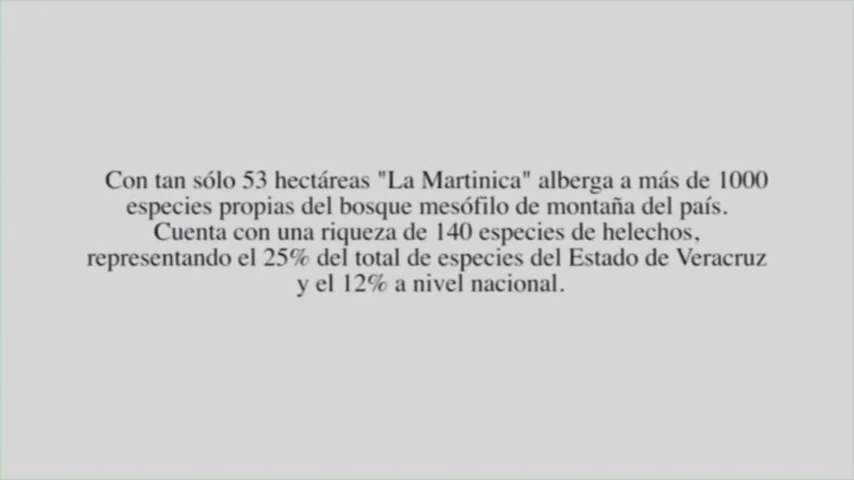 Con tan sólo 53 hectáreas "La Martinica" alberga a más de 1000
especies propias del bosque mesófilo de montaña del país.
Cuenta con una riqueza de 140 especies de helechos,
representando el 25% del total de especies del Estado de Veracruz
y el 12% a nivel nacional.